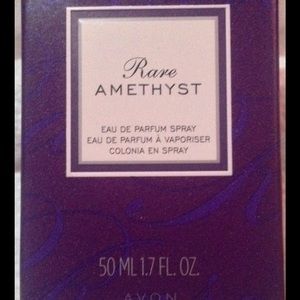 Rare
AMETHYST
EAU DE PARFUM SPRAY
EAU DE PARFUM À VAPORISER
COLONIA EN SPRAY
50 ML 1.7 FL. OZ.
AVON